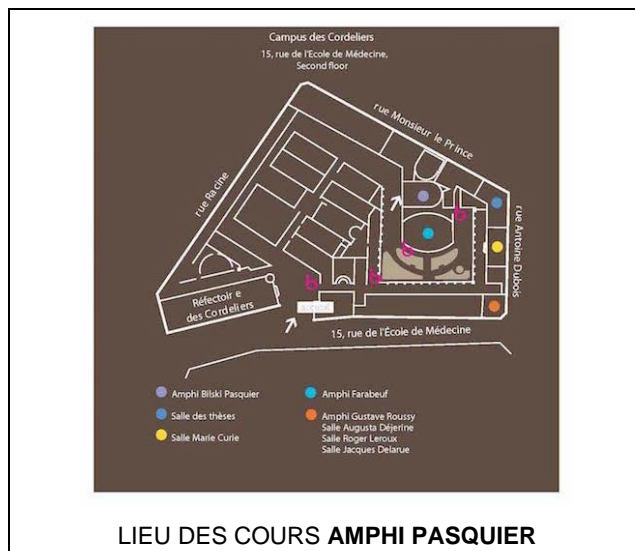 Campus des Cordeliers
15, rue de l'Ecole de Médecine,
Second floor
rue Monsieur le Prince
rue Racine
rue Antoine Dubois
Réfectoire
des Cordeliers
15, rue de l'École de Médecine
Amphi Bilski Pasquier
Amphi Farabeuf
Salle des thèses
Amphi Gustave Roussy
Salle Augusta Déjerine
Salle Marie Curie
Salle Roger Leroux
Salle Jacques Delarue
LIEU DES COURS AMPHI PASQUIER